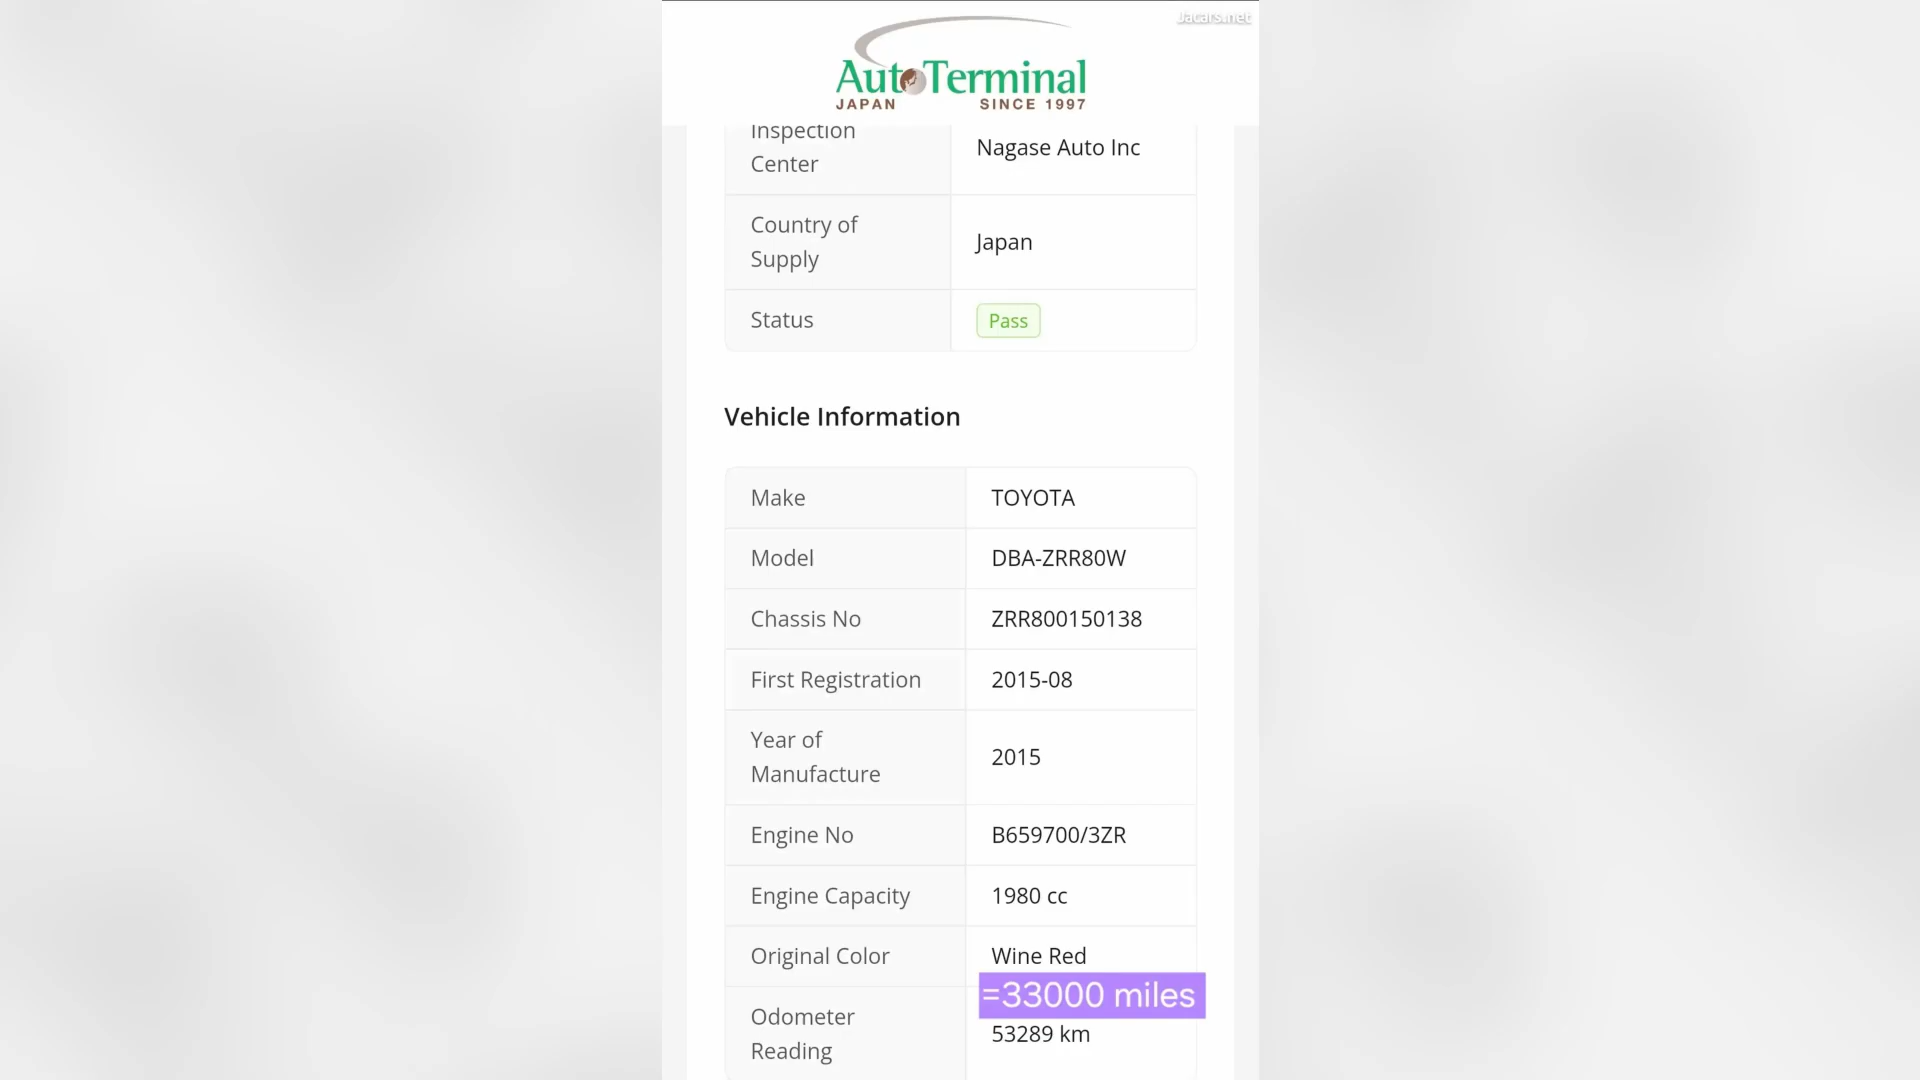 Jacars.net
AutoTerminal
JAPAN SINCE 1997
Inspection
Center
Nagase Auto Inc
Country of
Supply
Japan
Status
Pass
Vehicle Information
Make
TOYOTA
Model
DBA-ZRR80W
Chassis No
ZRR800150138
First Registration
2015-08
Year of
Manufacture
2015
Engine No
B659700/3ZR
Engine Capacity
1980 cc
Original Color
Wine Red
=33000 miles
Odometer
Reading
53289 km